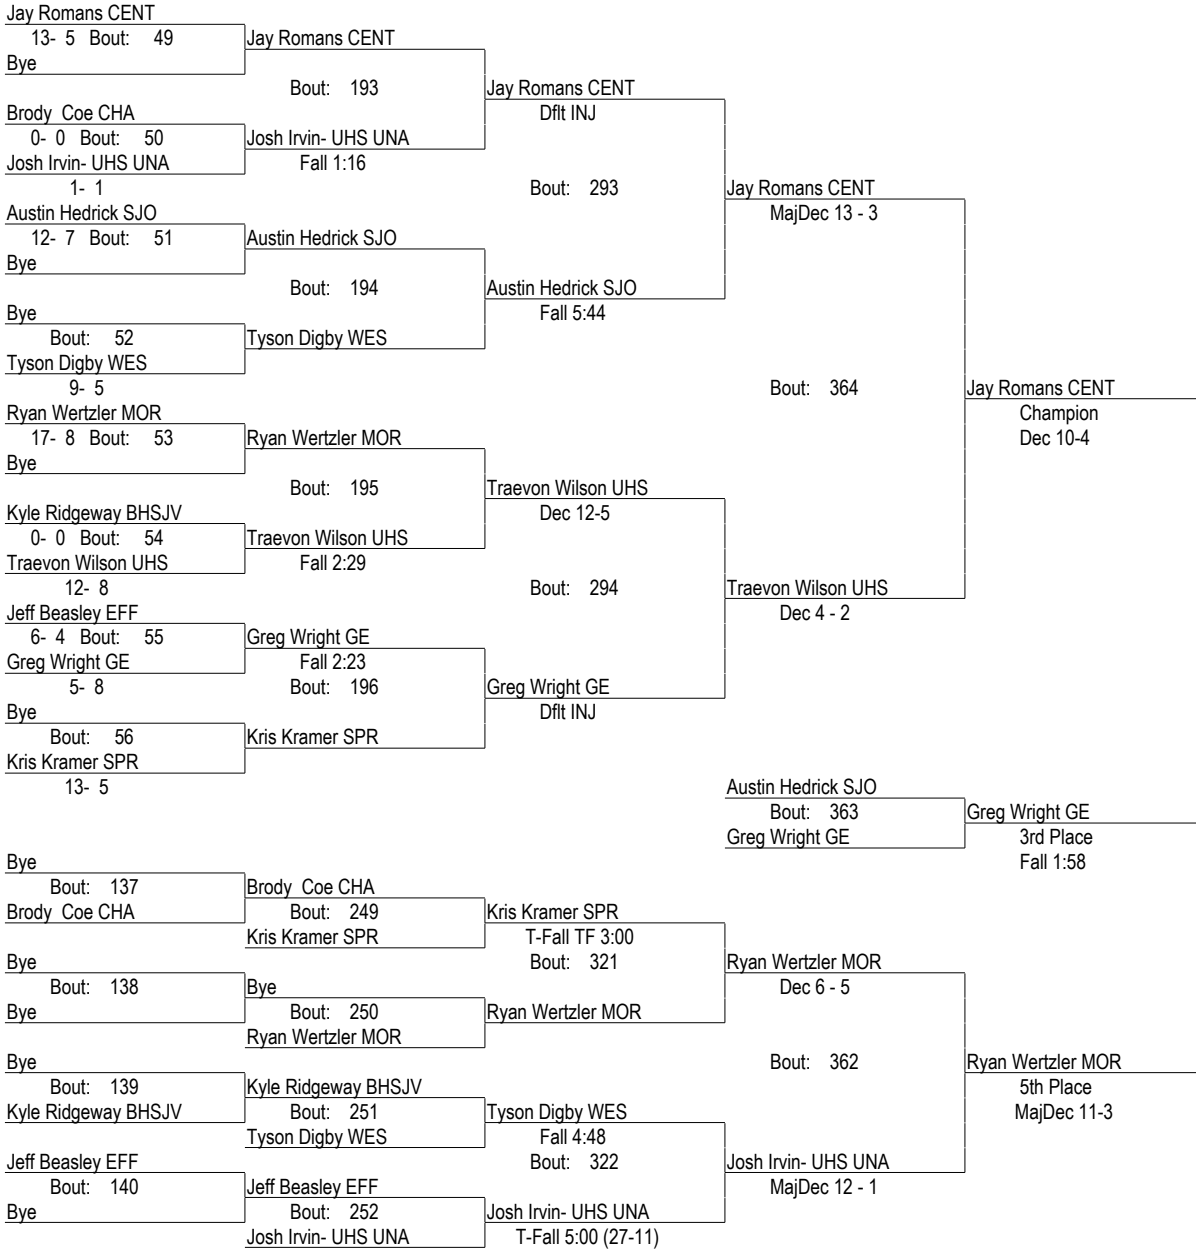 Jay Romans CENT
13- 5 Bout: 49
Jay Romans CENT
Bye
Bout: 193
Jay Romans CENT
Brody Coe CHA
Dflt INJ
0- 0 Bout: 50
Josh Irvin- UHS UNA
Josh Irvin- UHS UNA
Fall 1:16
1- 1
Bout: 293
Jay Romans CENT
Austin Hedrick SJO
MajDec 13 - 3
12- 7 Bout: 51
Austin Hedrick SJO
Bye
Bout: 194
Austin Hedrick SJO
Bye
Fall 5:44
Bout: 52
Tyson Digby WES
Tyson Digby WES
9- 5
Bout: 364
Jay Romans CENT
Ryan Wertzler MOR
Champion
17- 8 Bout: 53
Ryan Wertzler MOR
Dec 10-4
Bye
Bout: 195
Traevon Wilson UHS
Kyle Ridgeway BHSJV
Dec 12-5
0- 0 Bout: 54
Traevon Wilson UHS
Traevon Wilson UHS
Fall 2:29
12- 8
Bout: 294
Traevon Wilson UHS
Jeff Beasley EFF
Dec 4 - 2
6- 4 Bout: 55
Greg Wright GE
Greg Wright GE
Fall 2:23
5- 8
Bout: 196
Greg Wright GE
Bye
Dflt INJ
Bout: 56
Kris Kramer SPR
Kris Kramer SPR
13- 5
Austin Hedrick SJO
Bout: 363
Greg Wright GE
Greg Wright GE
3rd Place
Fall 1:58
Bye
Bout: 137
Brody Coe CHA
Brody Coe CHA
Bout: 249
Kris Kramer SPR
Kris Kramer SPR
T-Fall TF 3:00
Bye
Bout: 321
Ryan Wertzler MOR
Bout: 138
Bye
Dec 6 - 5
Bye
Bout: 250
Ryan Wertzler MOR
Ryan Wertzler MOR
Bye
Bout: 362
Ryan Wertzler MOR
Bout: 139
Kyle Ridgeway BHSJV
5th Place
Kyle Ridgeway BHSJV
Bout: 251
Tyson Digby WES
MajDec 11-3
Tyson Digby WES
Fall 4:48
Jeff Beasley EFF
Bout: 322
Josh Irvin- UHS UNA
Bout: 140
Jeff Beasley EFF
MajDec 12 - 1
Bye
Bout: 252
Josh Irvin- UHS UNA
Josh Irvin- UHS UNA
T-Fall 5:00 (27-11)